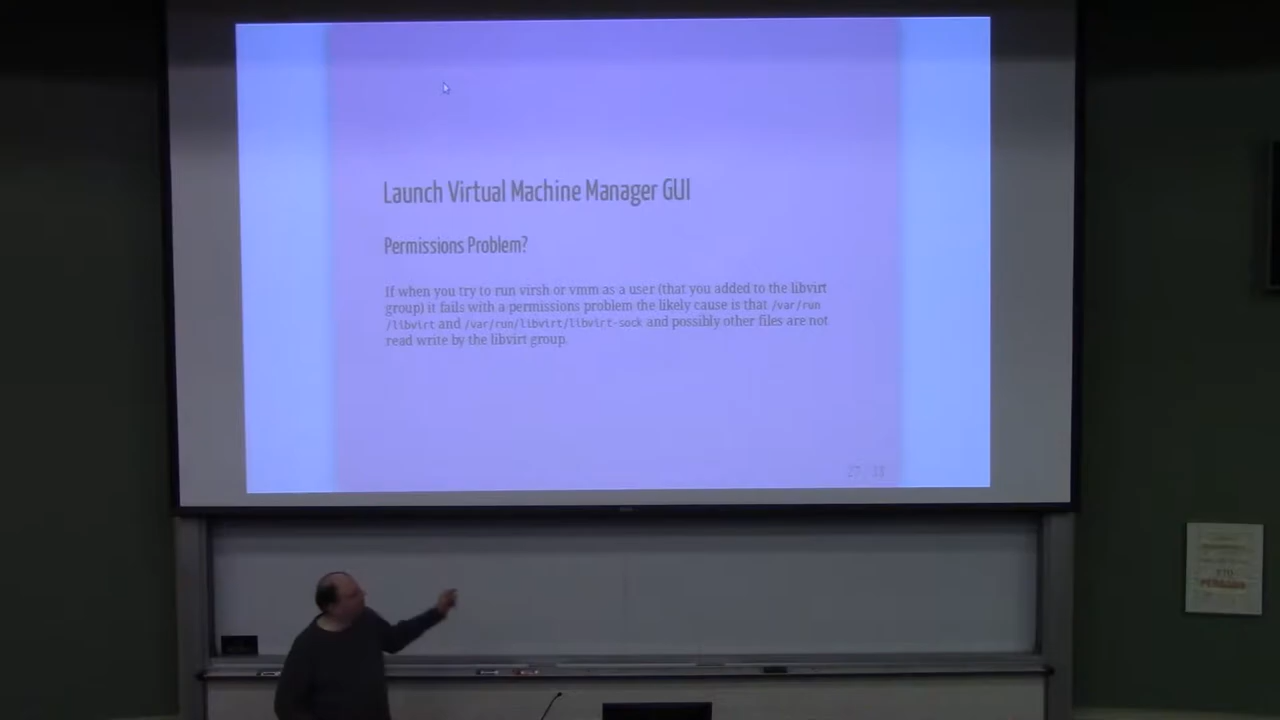 Launch Virtual Machine Manager GUI
Permissions Problem?
If when you try to run virsh or vmm as a user (that you added to the libvirt
group) it fails with a permissions problem the likely cause is that /var/run
/libvirt and /var/run/libvirt/libvirt-sock and possibly other files are not
read write by the libvirt group.